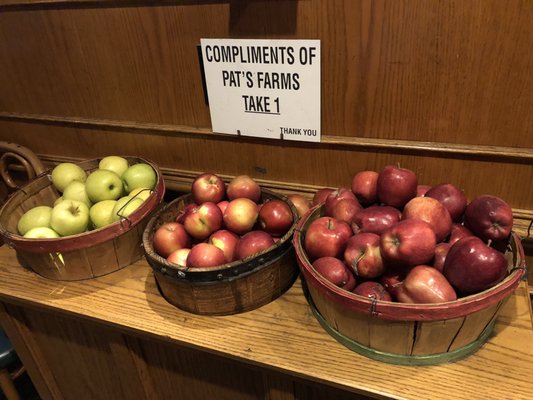 COMPLIMENTS OF
PAT'S FARMS
TAKE 1
THANK YOU